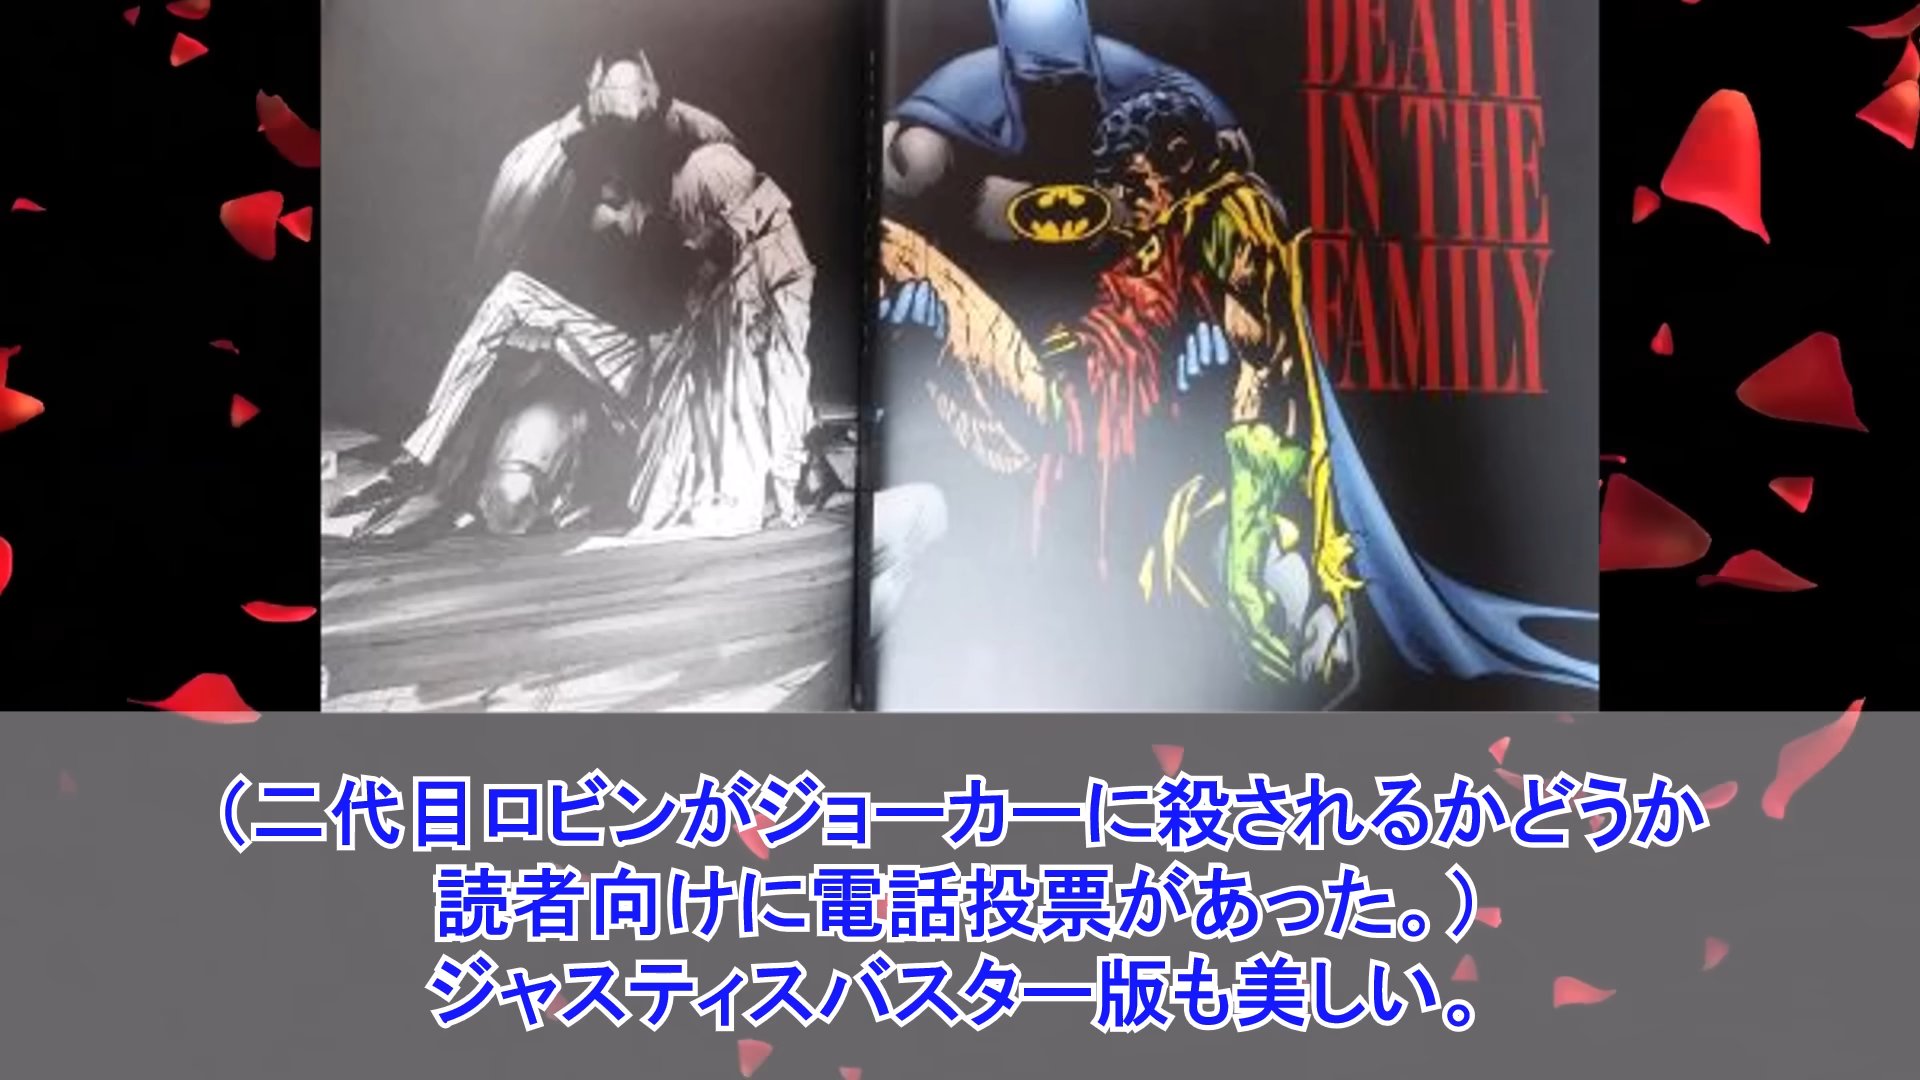 DEATH
IN THE
FAMILY
（二代目ロビンがジョーカーに殺されるかどうか
読者向けに電話投票があった。）
ジャスティスバスター版も美しい。